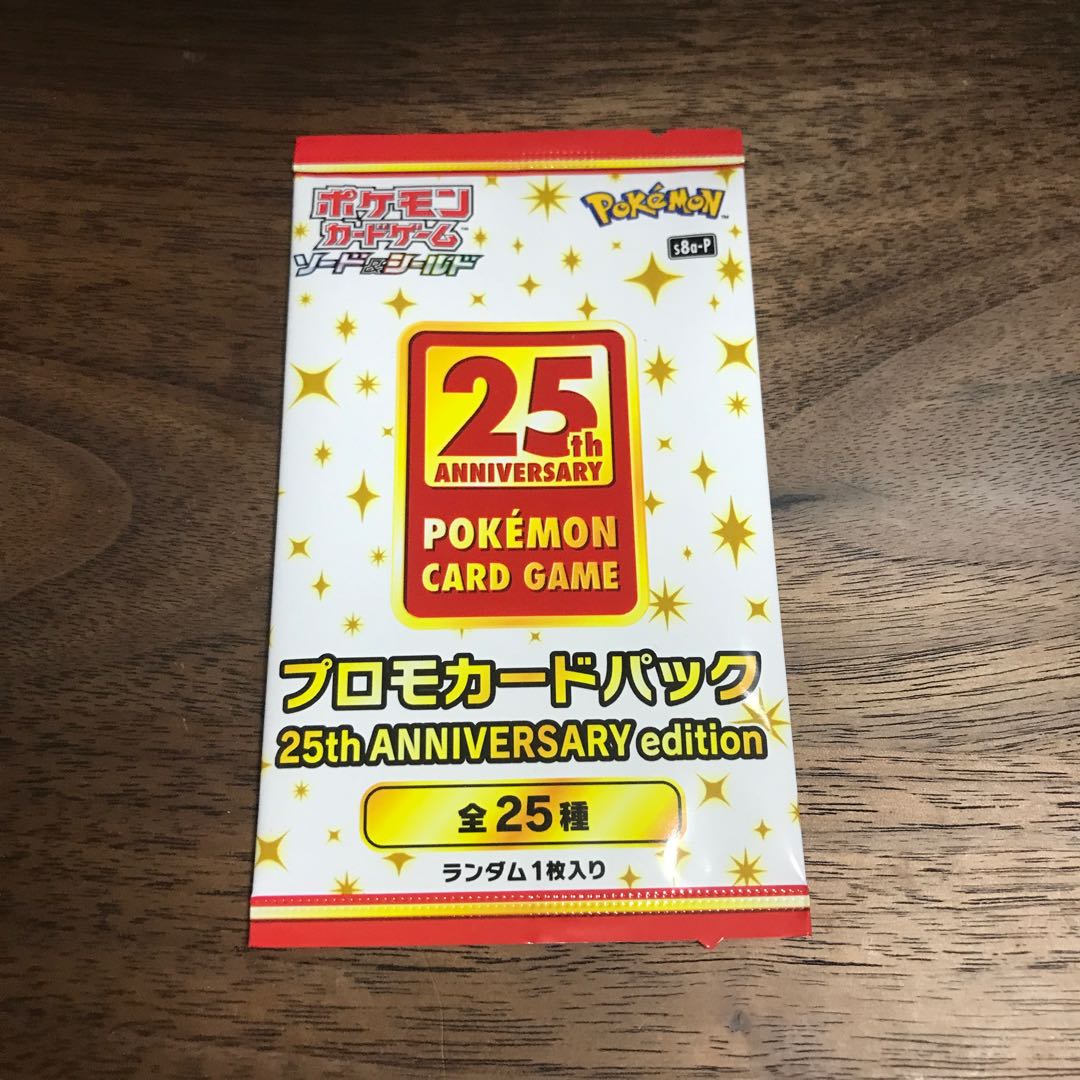 ポケモン
カードゲーム
ソード&シールド
POKéMON
s8a-P
25th
ANNIVERSARY
POKÉMON
CARD GAME
プロモカードパック
25th ANNIVERSARY edition
全25種
ランダム1枚入り